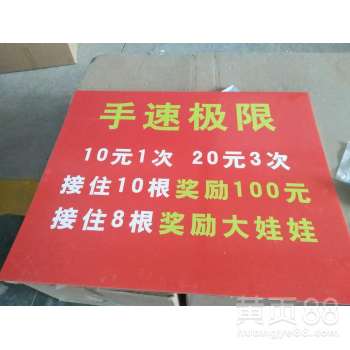 手速极限
10元1次 20元3次
接住10根奖励100元
接住8根奖励大娃娃
黄页88
huangye88.com